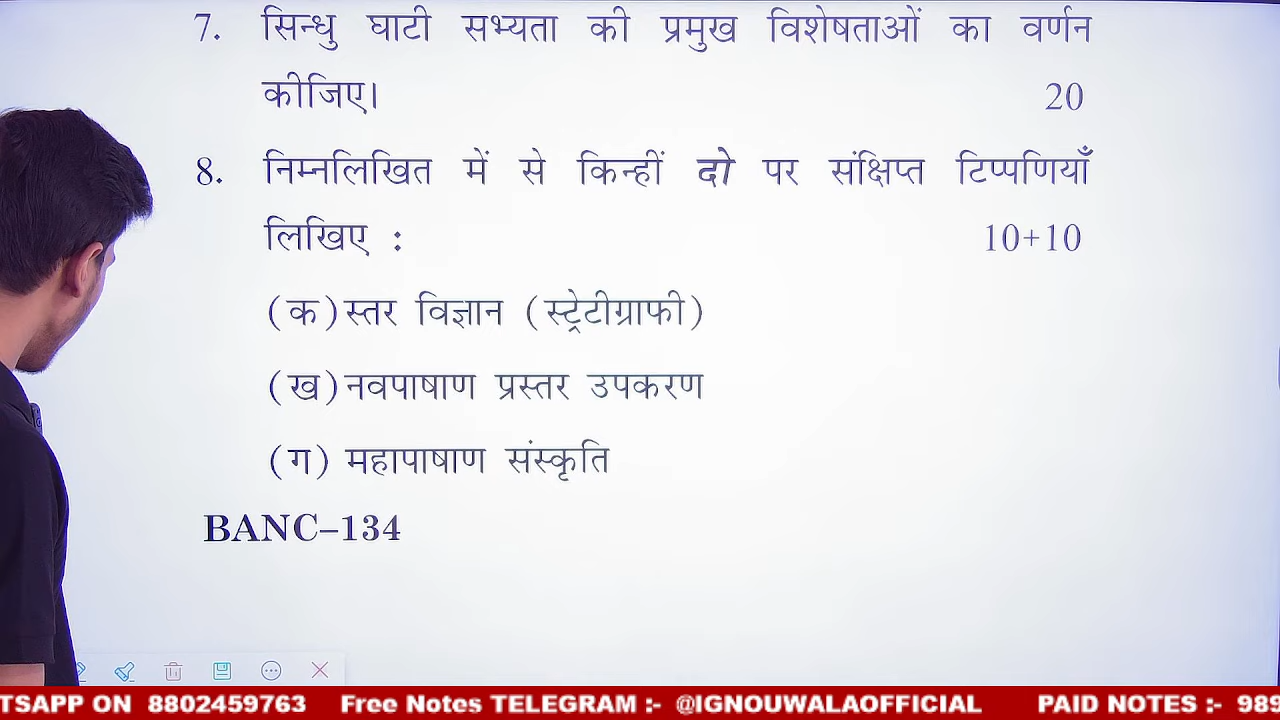 7. सिन्धु घाटी सभ्यता की प्रमुख विशेषताओं का वर्णन
कीजिए। 20
8. निम्नलिखित में से किन्हीं दो पर संक्षिप्त टिप्पणियाँ
लिखिए : 10+10
(क) स्तर विज्ञान (स्ट्रेटीग्राफी)
(ख) नवपाषाण प्रस्तर उपकरण
(ग) महापाषाण संस्कृति
BANC–134
TSAPP ON 8802459763 Free Notes TELEGRAM :- @IGNOUWALAOFFICIAL PAID NOTES :- 989